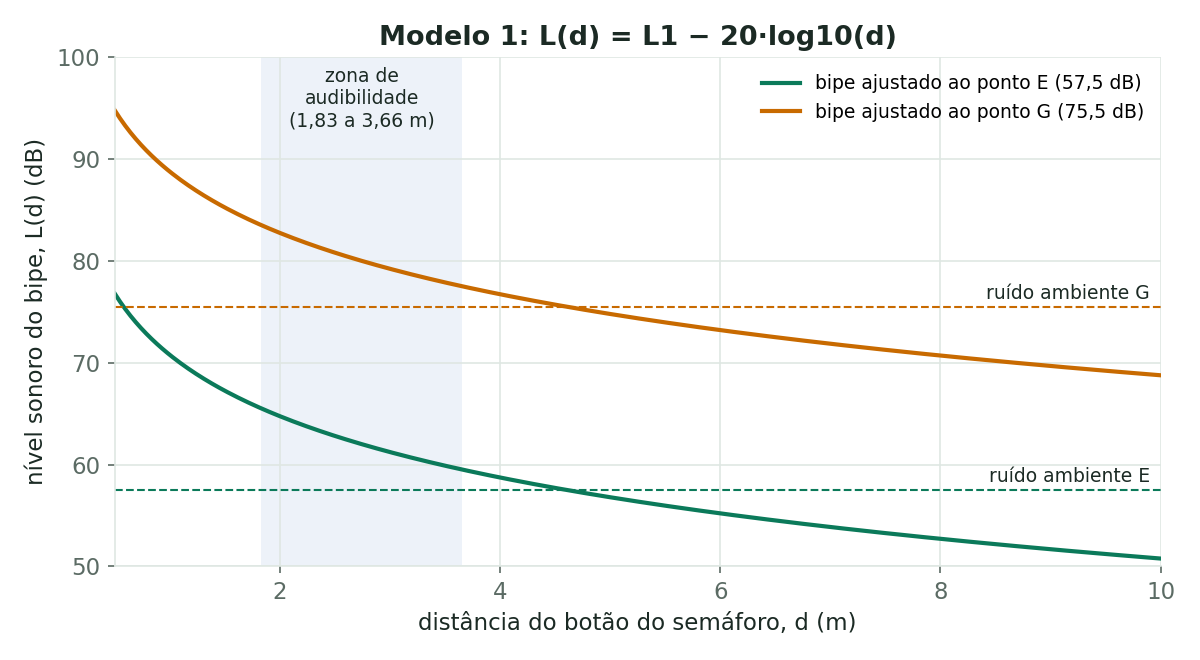 Modelo 1: L(d) = L1 − 20·log10(d)
100
90
80
70
60
50
nível sonoro do bipe, L(d) (dB)
zona de
audibilidade
(1,83 a 3,66 m)
bipe ajustado ao ponto E (57,5 dB)
bipe ajustado ao ponto G (75,5 dB)
ruído ambiente G
ruído ambiente E
2 4 6 8 10
distância do botão do semáforo, d (m)